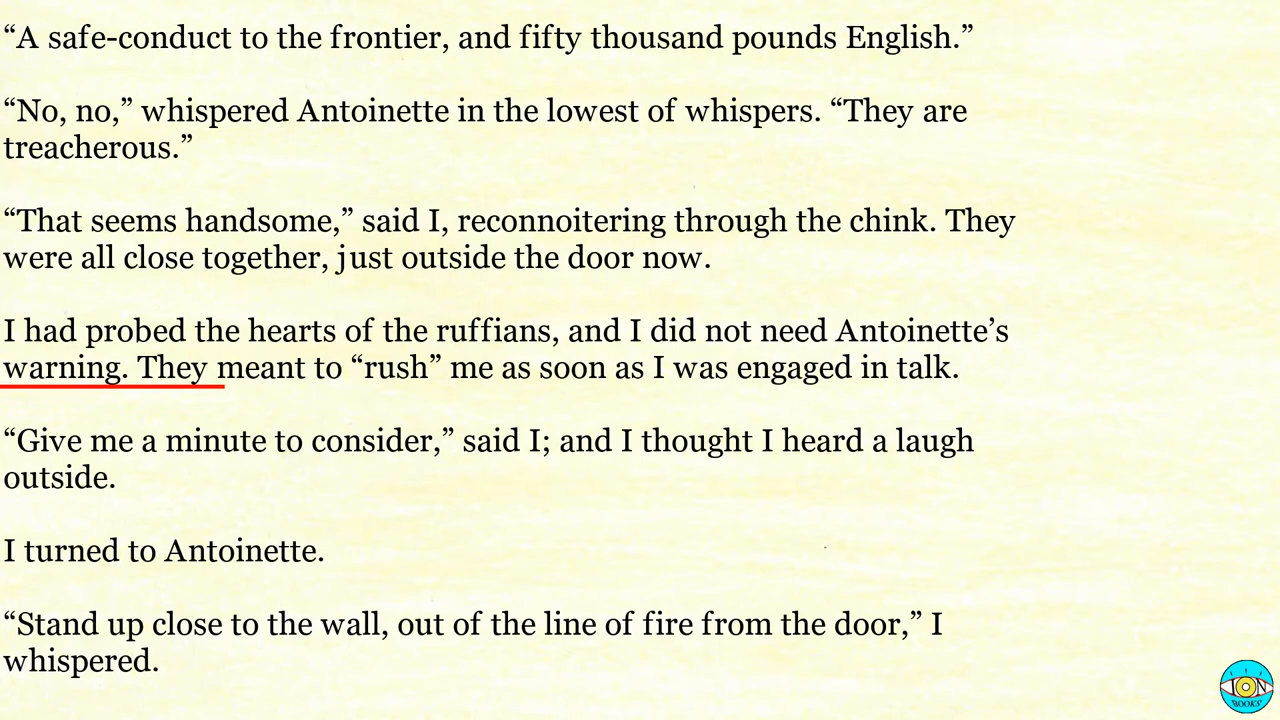 “A safe-conduct to the frontier, and fifty thousand pounds English.”
“No, no,” whispered Antoinette in the lowest of whispers. “They are
treacherous.”
“That seems handsome,” said I, reconnoitering through the chink. They
were all close together, just outside the door now.
I had probed the hearts of the ruffians, and I did not need Antoinette’s
warning. They meant to “rush” me as soon as I was engaged in talk.
“Give me a minute to consider,” said I; and I thought I heard a laugh
outside.
I turned to Antoinette.
“Stand up close to the wall, out of the line of fire from the door,” I
whispered.
ION
BOOKS